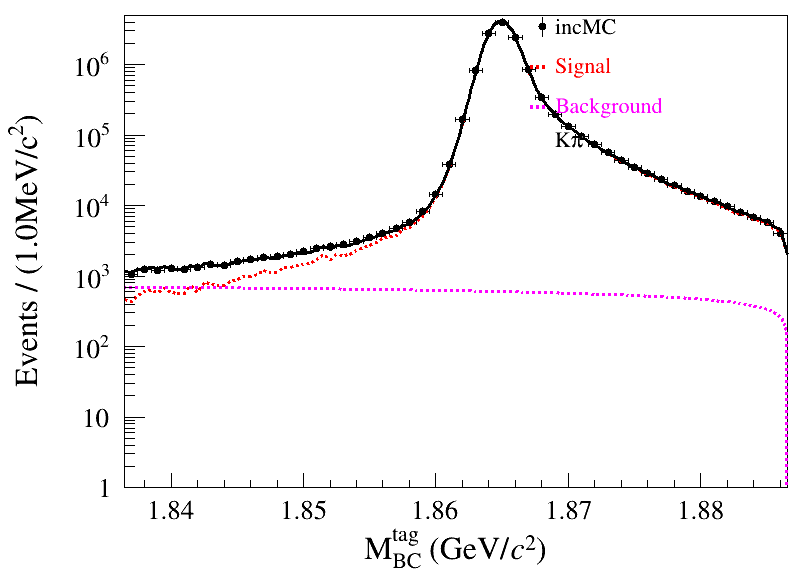 Events / (1.0MeV/c²)
10⁶
10⁵
10⁴
10³
10²
10
1
incMC
Signal
Background
Kπ
1.84 1.85 1.86 1.87 1.88
M_BC^tag (GeV/c²)